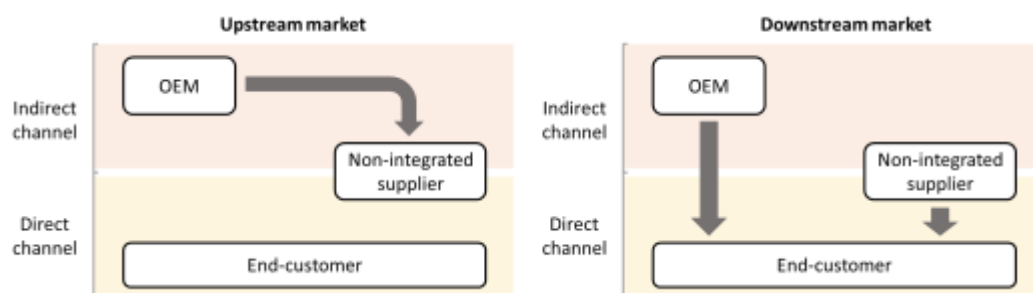 Upstream market
Indirect
channel
OEM
Non-integrated
supplier
Direct
channel
End-customer
Downstream market
Indirect
channel
OEM
Non-integrated
supplier
Direct
channel
End-customer